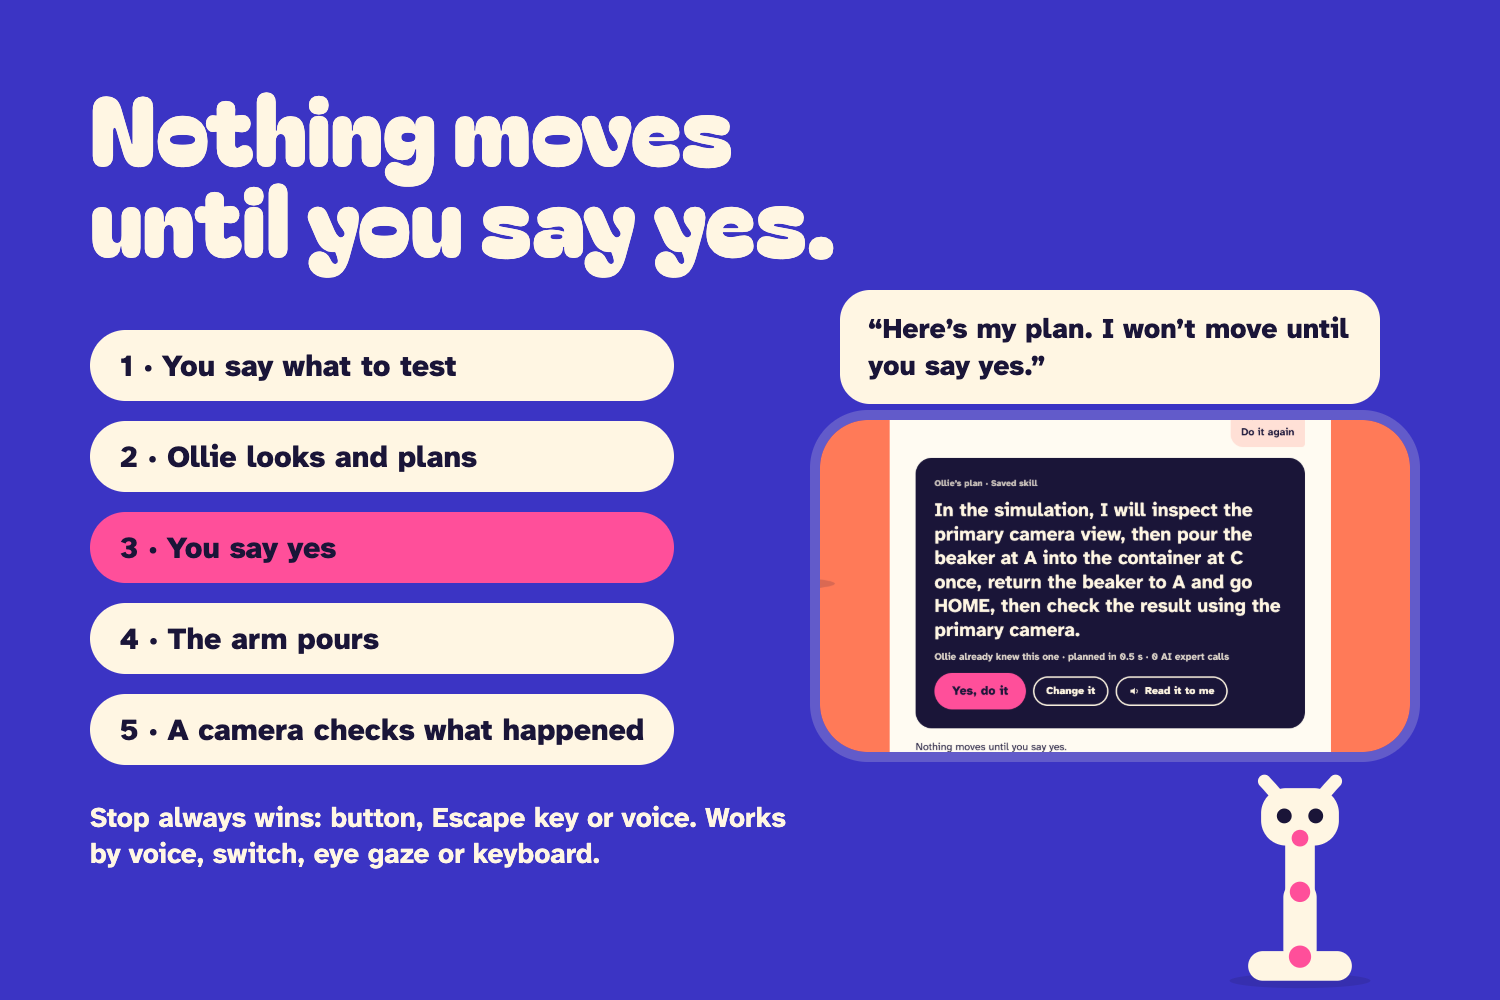 Nothing moves
until you say yes.
1 · You say what to test
2 · Ollie looks and plans
3 · You say yes
4 · The arm pours
5 · A camera checks what happened
Stop always wins: button, Escape key or voice. Works
by voice, switch, eye gaze or keyboard.
“Here’s my plan. I won’t move until
you say yes.”
Do it again
Ollie’s plan · Saved skill
In the simulation, I will inspect the
primary camera view, then pour the
beaker at A into the container at C
once, return the beaker to A and go
HOME, then check the result using the
primary camera.
Ollie already knew this one · planned in 0.5 s · 0 AI expert calls
Yes, do it
Change it
Read it to me
Nothing moves until you say yes.